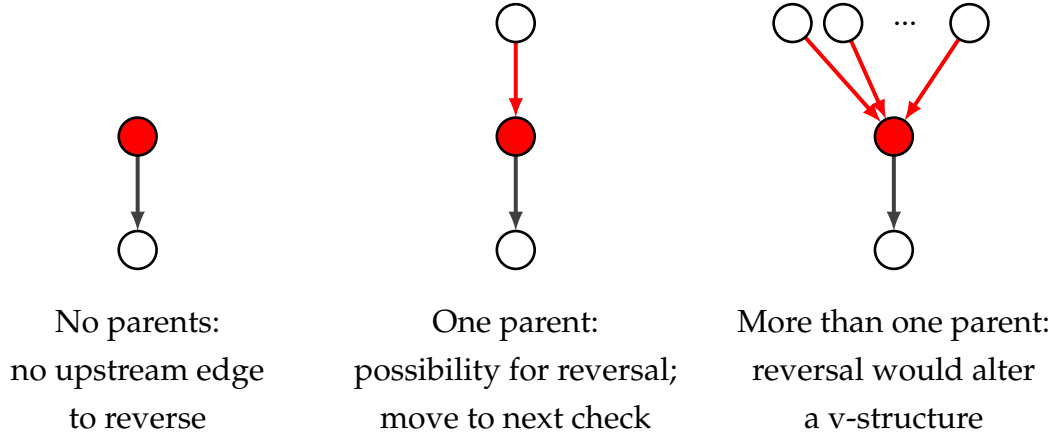 ...
No parents:
no upstream edge
to reverse
One parent:
possibility for reversal;
move to next check
More than one parent:
reversal would alter
a v-structure